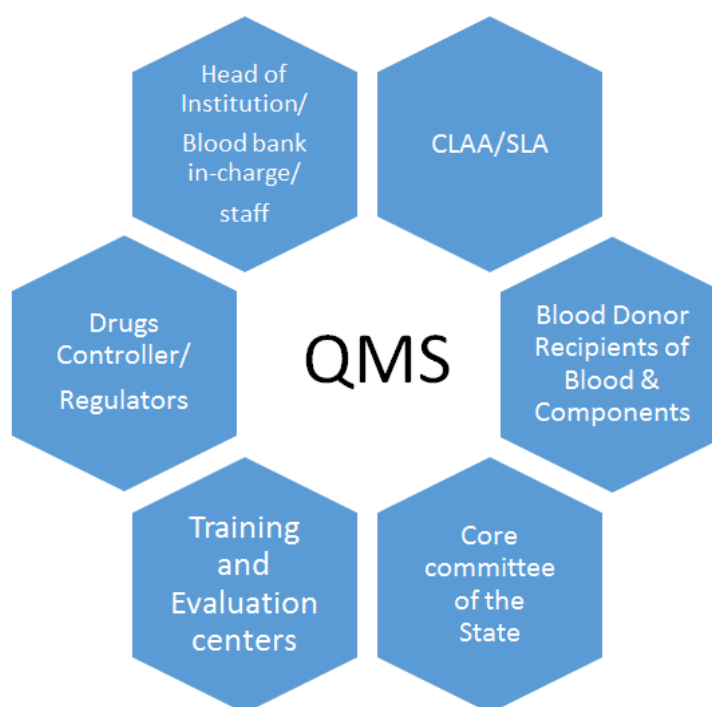 Head of
Institution/
Blood bank
in-charge/
staff
CLAA/SLA
Drugs
Controller/
Regulators
QMS
Blood Donor
Recipients of
Blood &
Components
Training
and
Evaluation
centers
Core
committee
of the
State